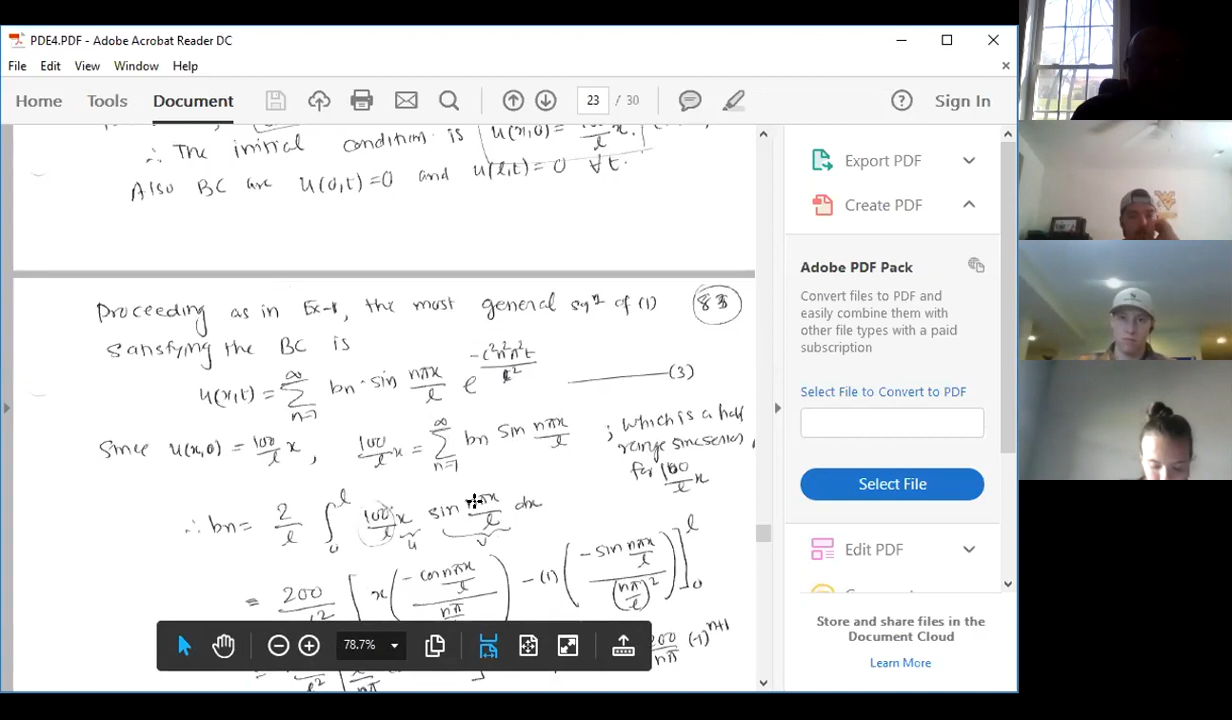 PDE4.PDF - Adobe Acrobat Reader DC
File Edit View Window Help
Home Tools Document 23 / 30 Sign In
∴ The initial condition is u(x,0) = 100/l x.
Also BC are u(0,t)=0 and u(l,t)=0 ∀t.
Proceeding as in Ex-1, the most general of (1) 83
satisfying the BC is
u(x,t) = ∑_{n=1}^{∞} bn · sin nπx/l e^{-c²n²π²t/l²} — (3)
Since u(x,0) = 100/l x, 100/l x = ∑_{n=1}^{∞} bn sin nπx/l ; which is a half
range sine series
for 100/l x
∴ bn = 2/l ∫_0^l 100/l x sin nπx/l dx
u v
= 200/l² [ x ( -cos nπx/l / nπ/l ) - (1) ( -sin nπx/l / (nπ/l)² ) ]_0^l
200/nπ (-1)^{n+1}
78.7%
Export PDF
Create PDF
Adobe PDF Pack
Convert files to PDF and
easily combine them with
other file types with a paid
subscription
Select File to Convert to PDF
Select File
Edit PDF
Store and share files in the
Document Cloud
Learn More